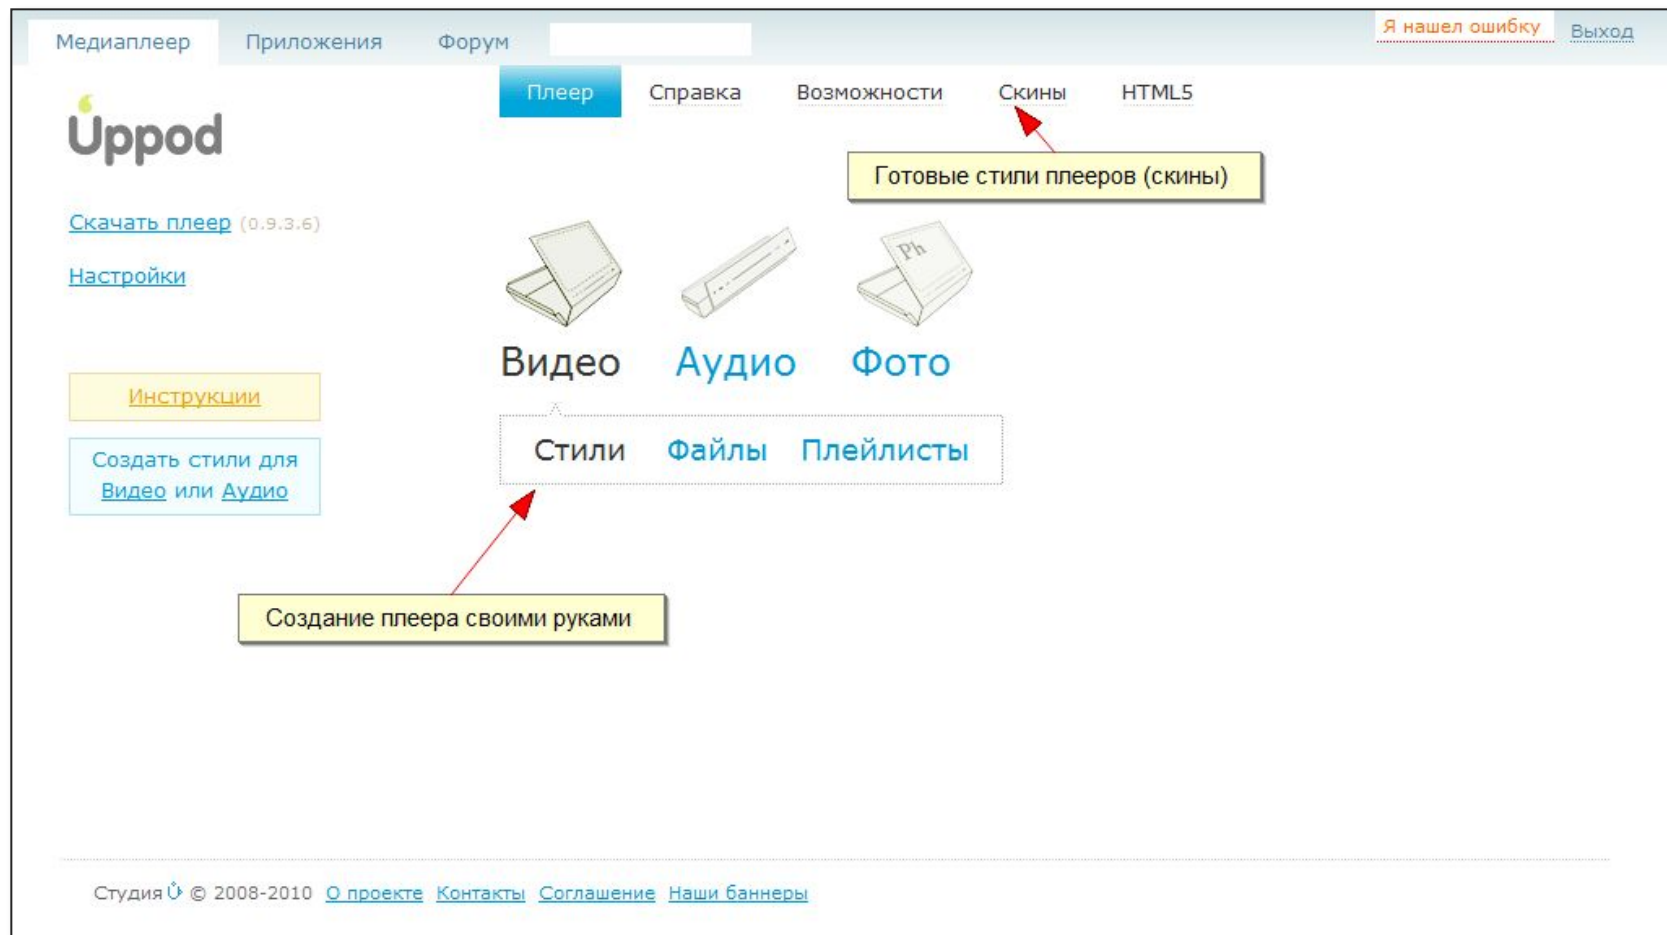 Медиаплеер Приложения Форум Я нашел ошибку Выход
Плеер Справка Возможности Скины HTML5
Uppod
Готовые стили плееров (скины)
Скачать плеер (0.9.3.6)
Ph
Настройки
Видео Аудио Фото
Инструкции
Стили Файлы Плейлисты
Создать стили для
Видео или Аудио
Создание плеера своими руками
Студия Ů © 2008-2010 О проекте Контакты Соглашение Наши баннеры